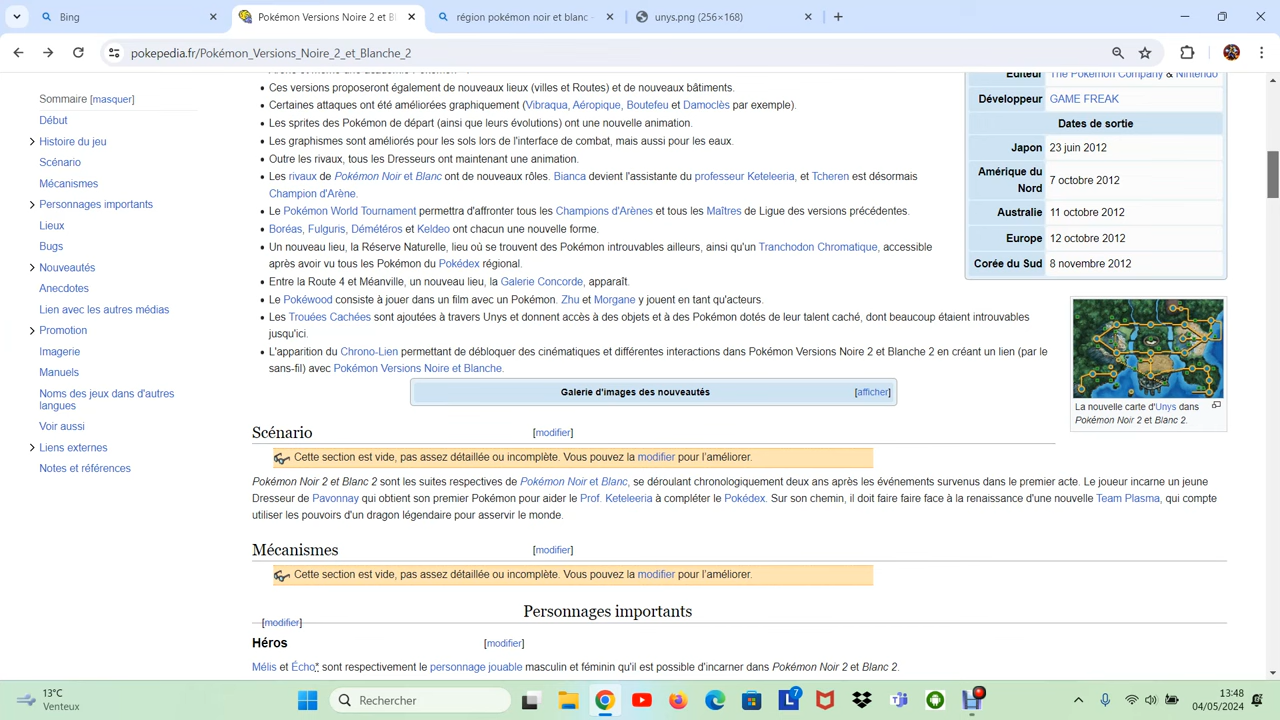 Bing
Pokémon Versions Noire 2 et Bl
région pokémon noir et blanc -
unys.png (256×168)
pokepedia.fr/Pokémon_Versions_Noire_2_et_Blanche_2
Sommaire [masquer]
Début
Histoire du jeu
Scénario
Mécanismes
Personnages importants
Lieux
Bugs
Nouveautés
Anecdotes
Lien avec les autres médias
Promotion
Imagerie
Manuels
Noms des jeux dans d'autres
langues
Voir aussi
Liens externes
Notes et références
Ces versions proposeront également de nouveaux lieux (villes et Routes) et de nouveaux bâtiments.
Certaines attaques ont été améliorées graphiquement (Vibraqua, Aéropique, Boutefeu et Damoclès par exemple).
Les sprites des Pokémon de départ (ainsi que leurs évolutions) ont une nouvelle animation.
Les graphismes sont améliorés pour les sols lors de l'interface de combat, mais aussi pour les eaux.
Outre les rivaux, tous les Dresseurs ont maintenant une animation.
Les rivaux de Pokémon Noir et Blanc ont de nouveaux rôles. Bianca devient l'assistante du professeur Keteleeria, et Tcheren est désormais
Champion d'Arène.
Le Pokémon World Tournament permettra d'affronter tous les Champions d'Arènes et tous les Maîtres de Ligue des versions précédentes.
Boréas, Fulguris, Démétéros et Keldeo ont chacun une nouvelle forme.
Un nouveau lieu, la Réserve Naturelle, lieu où se trouvent des Pokémon introuvables ailleurs, ainsi qu'un Tranchodon Chromatique, accessible
après avoir vu tous les Pokémon du Pokédex régional.
Entre la Route 4 et Méanville, un nouveau lieu, la Galerie Concorde, apparaît.
Le Pokéwood consiste à jouer dans un film avec un Pokémon. Zhu et Morgane y jouent en tant qu'acteurs.
Les Trouées Cachées sont ajoutées à travers Unys et donnent accès à des objets et à des Pokémon dotés de leur talent caché, dont beaucoup étaient introuvables
jusqu'ici.
L'apparition du Chrono-Lien permettant de débloquer des cinématiques et différentes interactions dans Pokémon Versions Noire 2 et Blanche 2 en créant un lien (par le
sans-fil) avec Pokémon Versions Noire et Blanche.
Galerie d'images des nouveautés [afficher]
Éditeur The Pokémon Company & Nintendo
Développeur GAME FREAK
Dates de sortie
Japon 23 juin 2012
Amérique du
Nord 7 octobre 2012
Australie 11 octobre 2012
Europe 12 octobre 2012
Corée du Sud 8 novembre 2012
La nouvelle carte d'Unys dans
Pokémon Noir 2 et Blanc 2.
Scénario [modifier]
Cette section est vide, pas assez détaillée ou incomplète. Vous pouvez la modifier pour l'améliorer.
Pokémon Noir 2 et Blanc 2 sont les suites respectives de Pokémon Noir et Blanc, se déroulant chronologiquement deux ans après les événements survenus dans le premier acte. Le joueur incarne un jeune
Dresseur de Pavonnay qui obtient son premier Pokémon pour aider le Prof. Keteleeria à compléter le Pokédex. Sur son chemin, il doit faire faire face à la renaissance d'une nouvelle Team Plasma, qui compte
utiliser les pouvoirs d'un dragon légendaire pour asservir le monde.
Mécanismes [modifier]
Cette section est vide, pas assez détaillée ou incomplète. Vous pouvez la modifier pour l'améliorer.
Personnages importants
[modifier]
Héros [modifier]
Mélis et Écho* sont respectivement le personnage jouable masculin et féminin qu'il est possible d'incarner dans Pokémon Noir 2 et Blanc 2.
13°C
Venteux
Rechercher
7
13:48
04/05/2024